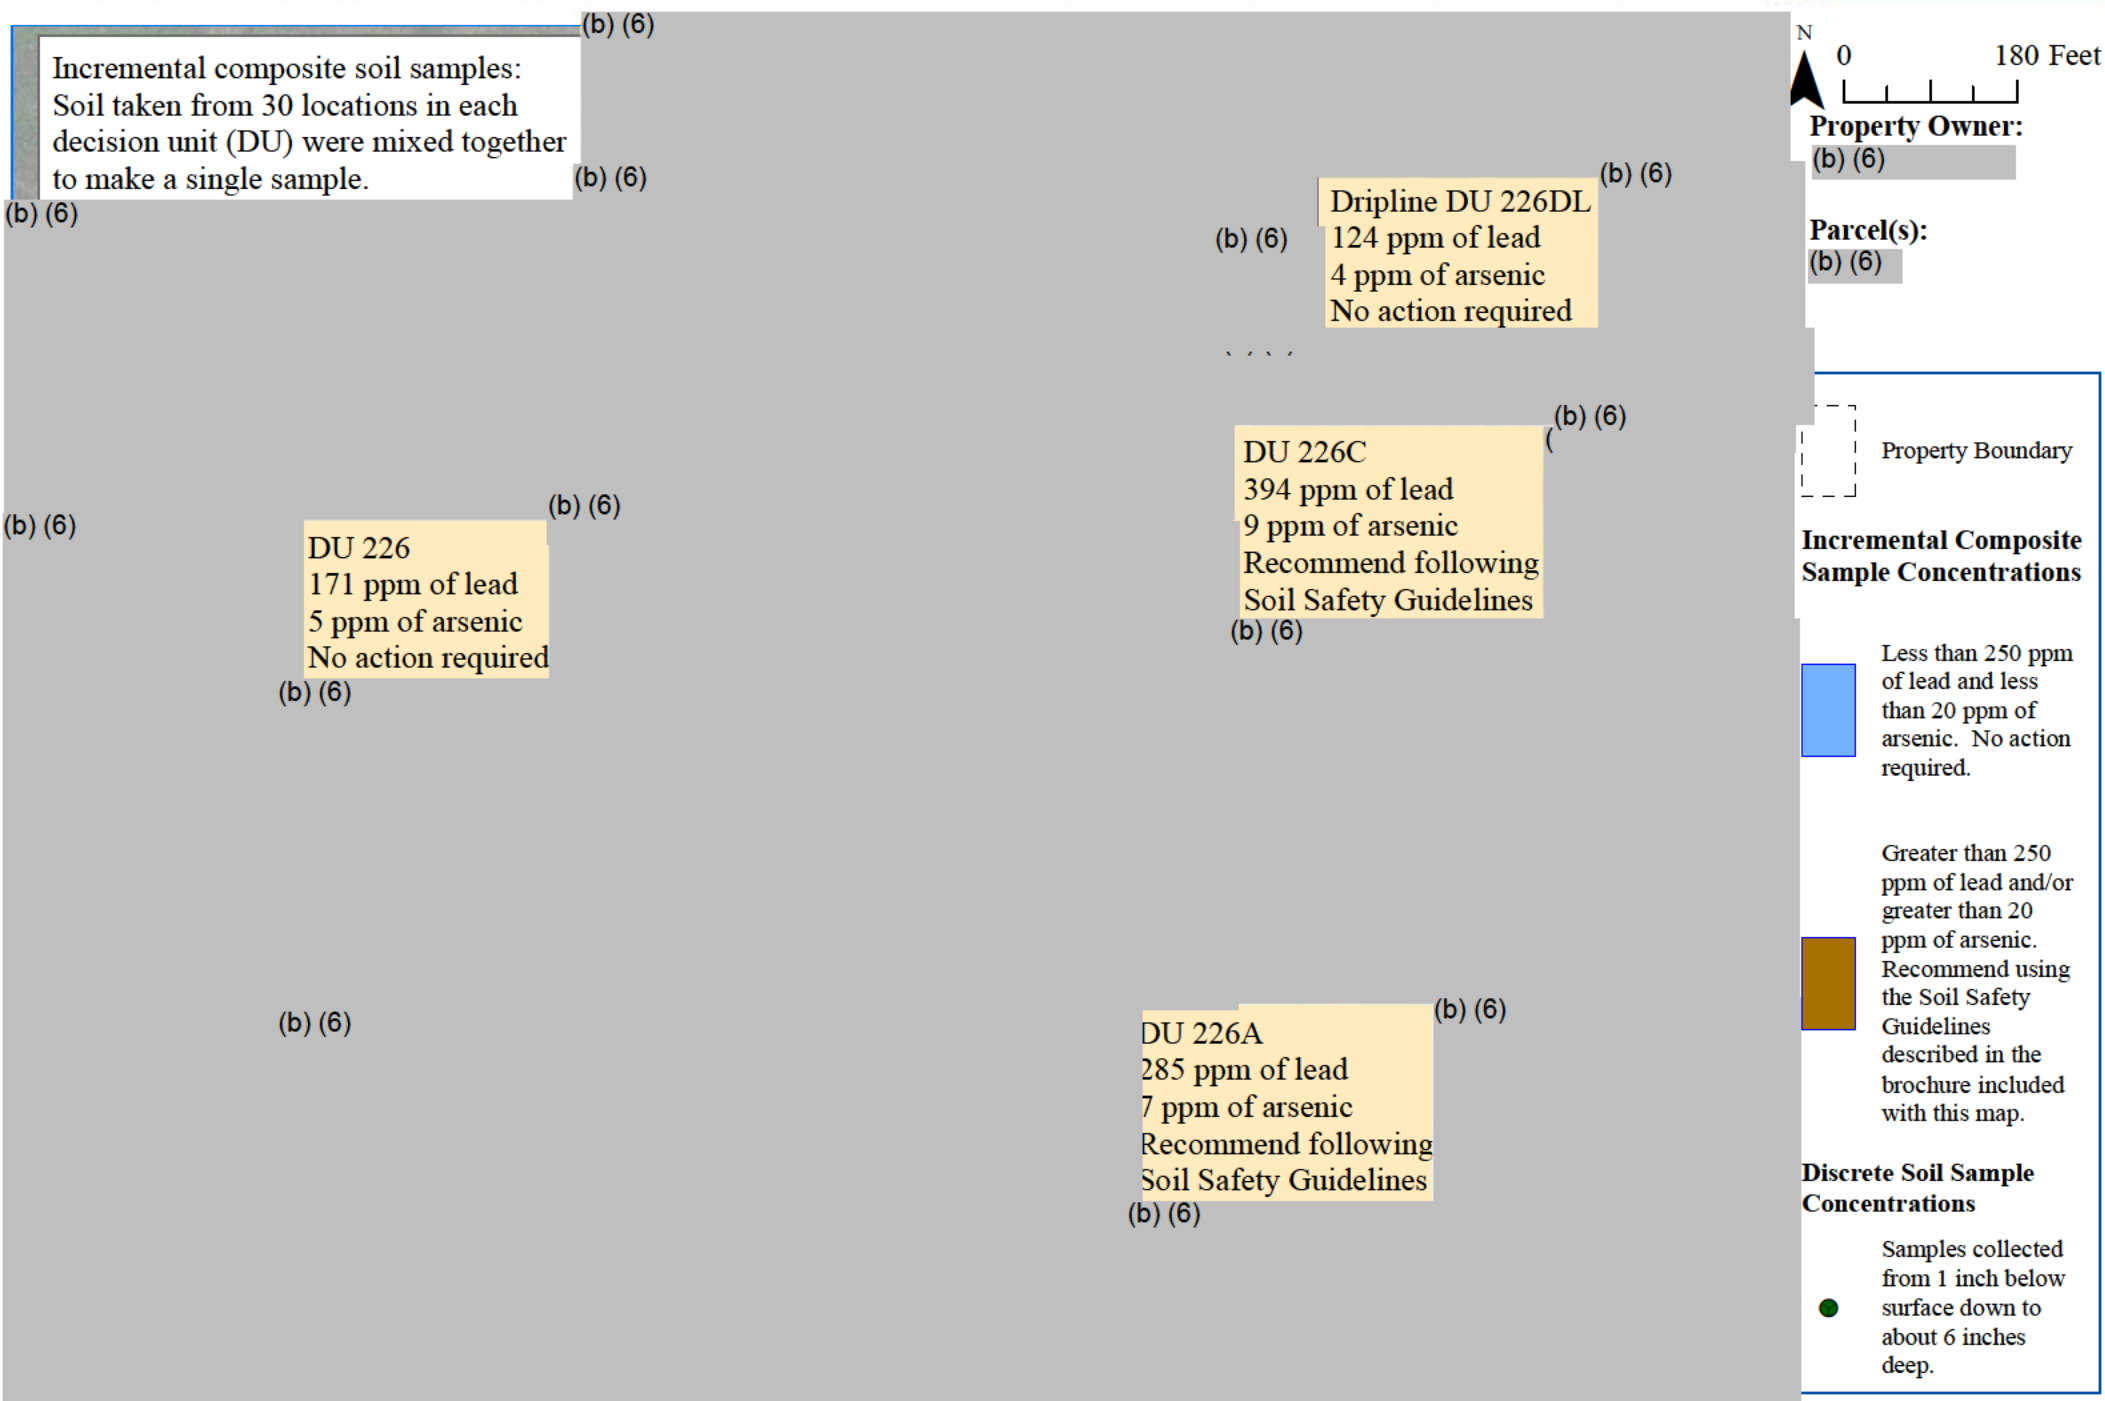 (b) (6)
Incremental composite soil samples:
Soil taken from 30 locations in each
decision unit (DU) were mixed together
to make a single sample.
(b) (6)
(b) (6)
N
0 180 Feet
Property Owner:
(b) (6)
Parcel(s):
(b) (6)
(b) (6)
(b) (6)
Dripline DU 226DL
124 ppm of lead
4 ppm of arsenic
No action required
(b) (6)
DU 226C
394 ppm of lead
9 ppm of arsenic
Recommend following
Soil Safety Guidelines
(b) (6)
(b) (6)
(b) (6)
DU 226
171 ppm of lead
5 ppm of arsenic
No action required
(b) (6)
(b) (6)
(b) (6)
DU 226A
285 ppm of lead
7 ppm of arsenic
Recommend following
Soil Safety Guidelines
(b) (6)
Property Boundary
Incremental Composite
Sample Concentrations
Less than 250 ppm
of lead and less
than 20 ppm of
arsenic. No action
required.
Greater than 250
ppm of lead and/or
greater than 20
ppm of arsenic.
Recommend using
the Soil Safety
Guidelines
described in the
brochure included
with this map.
Discrete Soil Sample
Concentrations
Samples collected
from 1 inch below
surface down to
about 6 inches
deep.